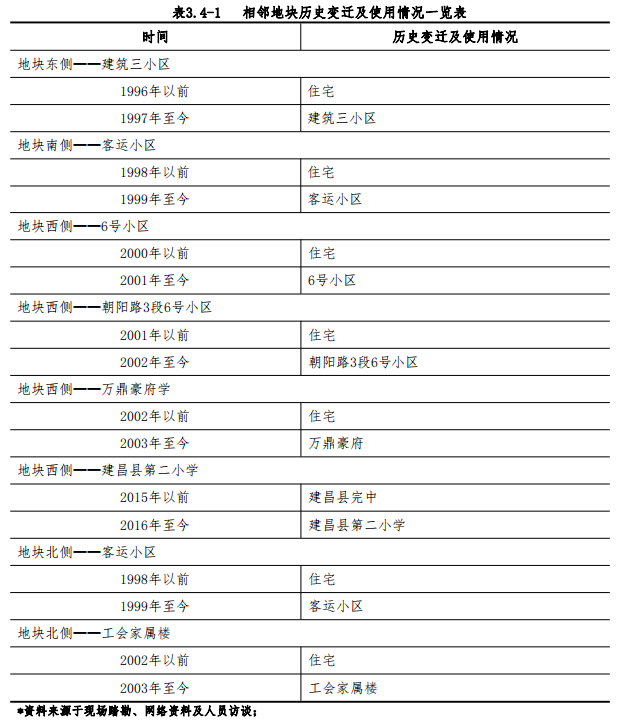 表3.4-1 相邻地块历史变迁及使用情况一览表
时间 历史变迁及使用情况
地块东侧——建筑三小区
1996年以前 住宅
1997年至今 建筑三小区
地块南侧——客运小区
1998年以前 住宅
1999年至今 客运小区
地块西侧——6号小区
2000年以前 住宅
2001年至今 6号小区
地块西侧——朝阳路3段6号小区
2001年以前 住宅
2002年至今 朝阳路3段6号小区
地块西侧——万鼎豪府学
2002年以前 住宅
2003年至今 万鼎豪府
地块西侧——建昌县第二小学
2015年以前 建昌县完中
2016年至今 建昌县第二小学
地块北侧——客运小区
1998年以前 住宅
1999年至今 客运小区
地块北侧——工会家属楼
2002年以前 住宅
2003年至今 工会家属楼
*资料来源于现场踏勘、网络资料及人员访谈；